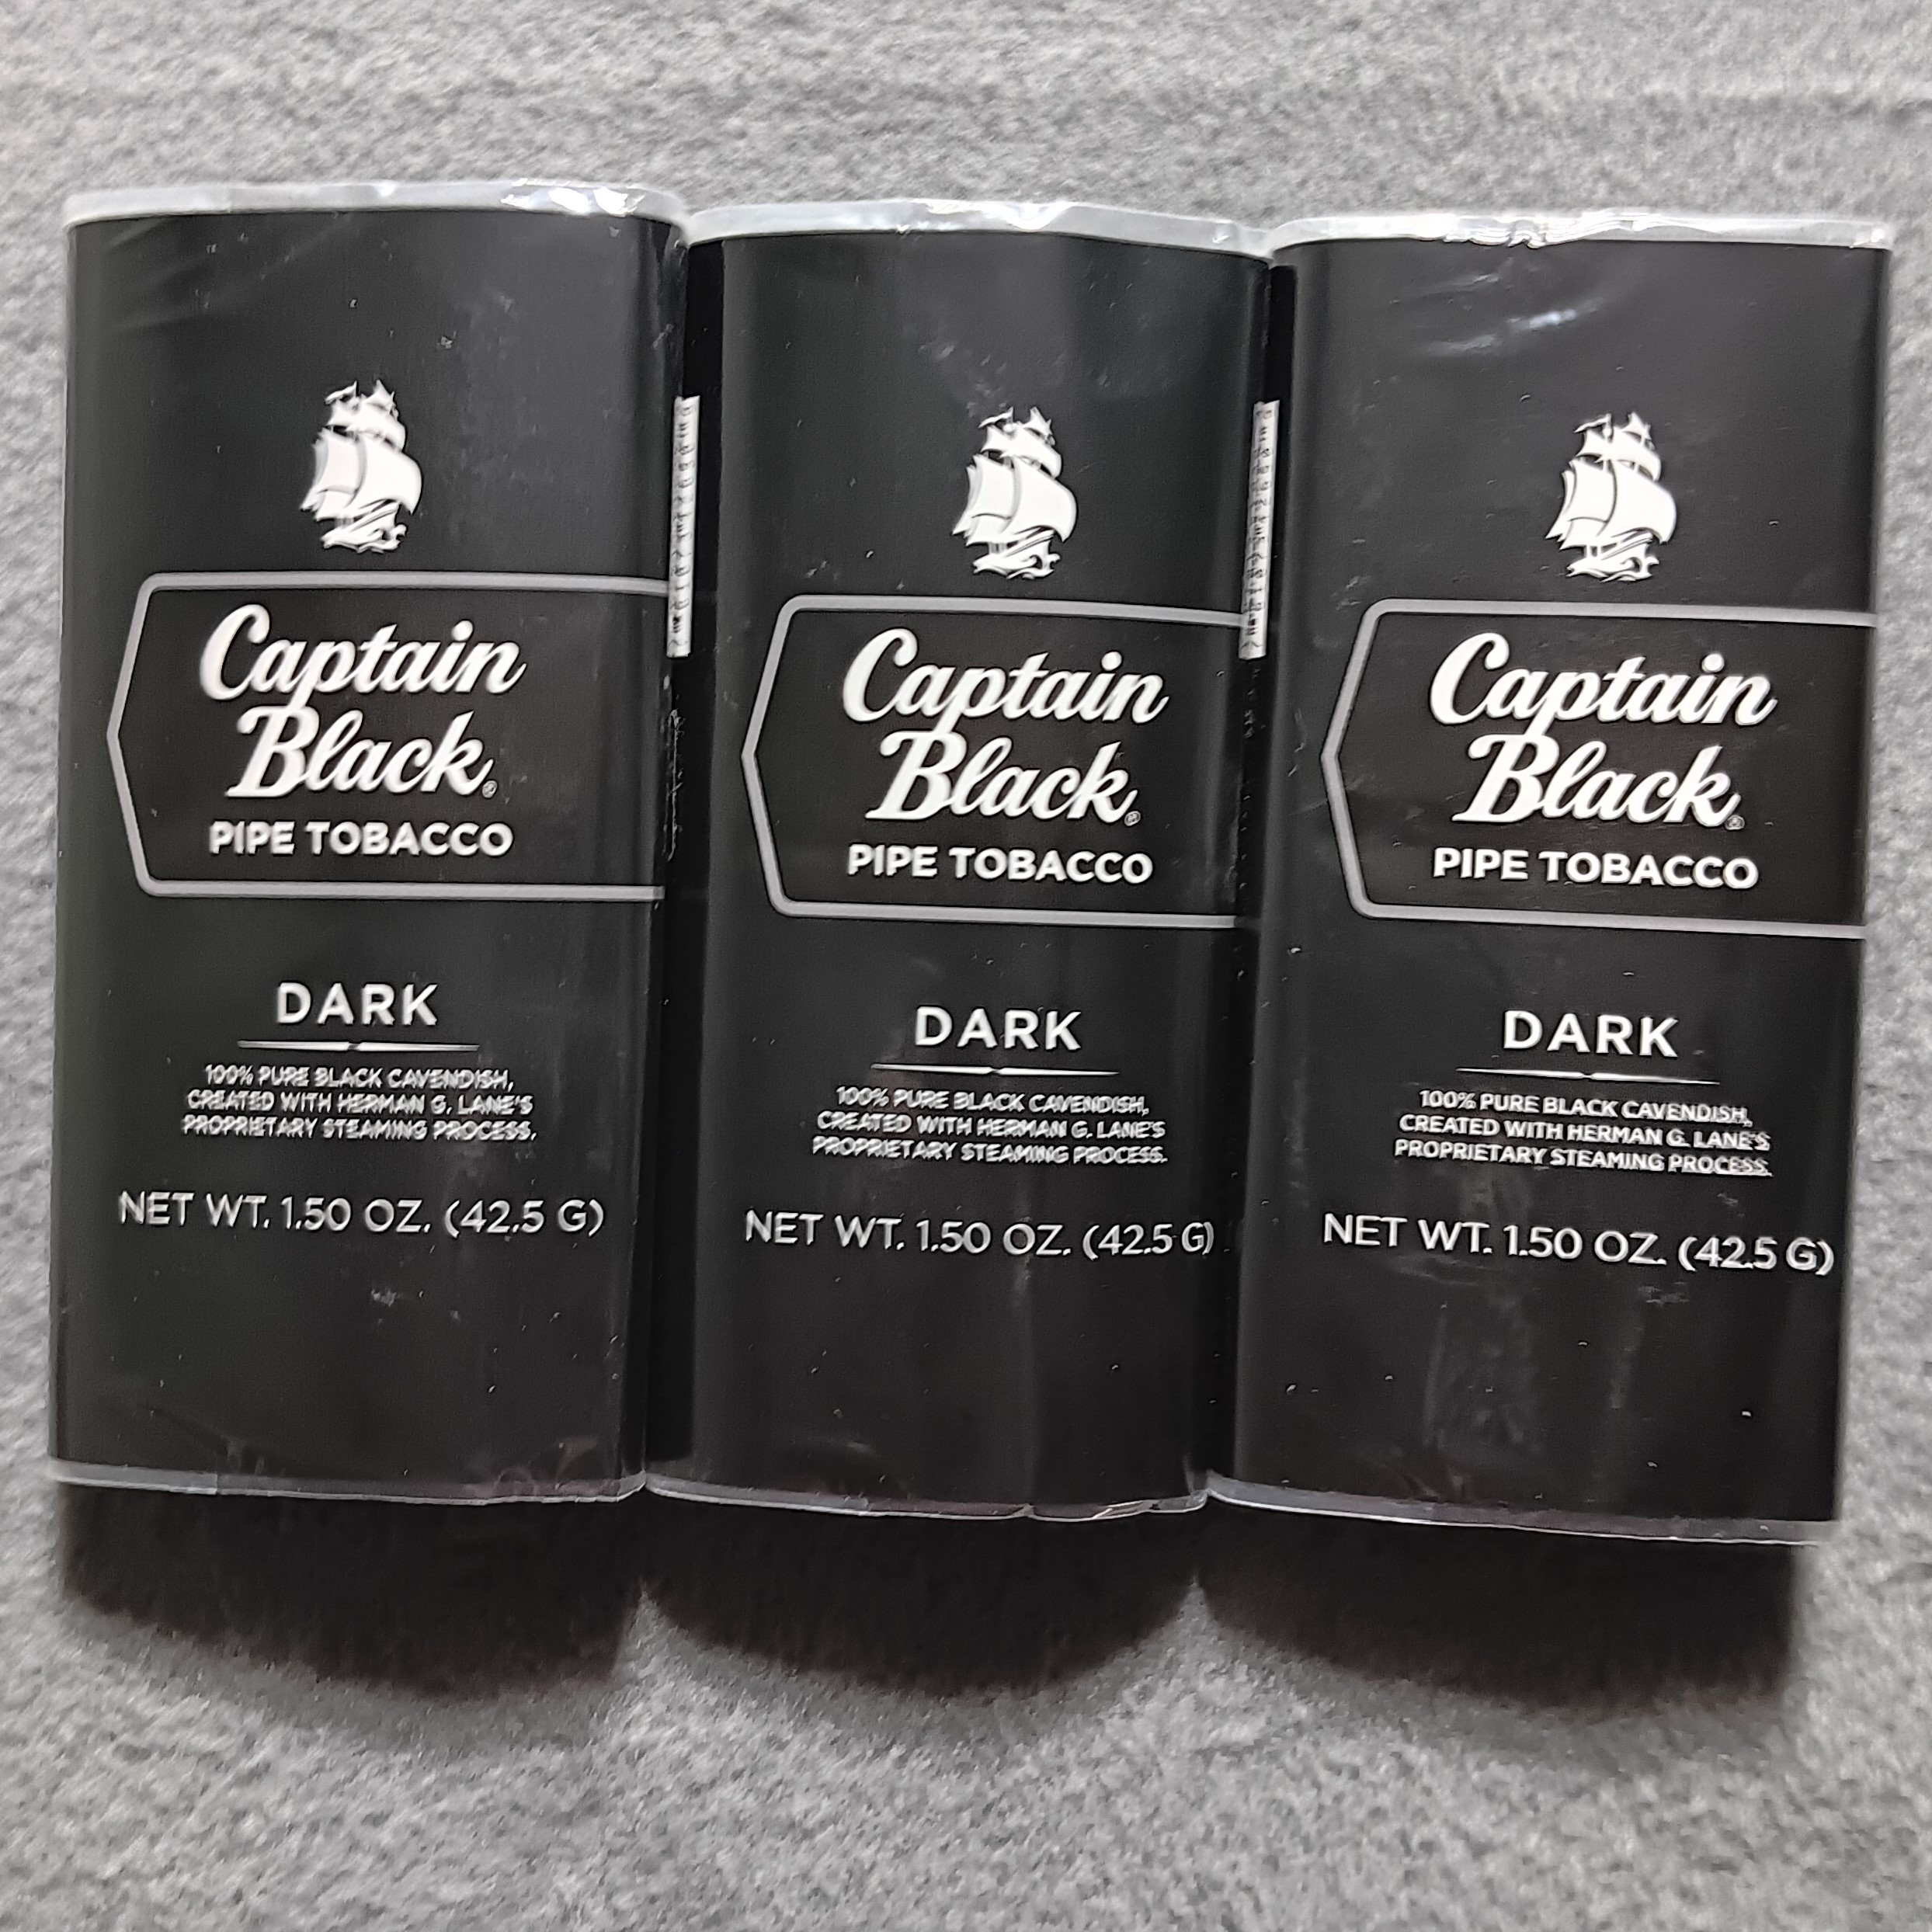 Captain
Black®
PIPE TOBACCO
DARK
100% PURE BLACK CAVENDISH,
CREATED WITH HERMAN G. LANE'S
PROPRIETARY STEAMING PROCESS.
NET WT. 1.50 OZ. (42.5 G)
Captain
Black®
PIPE TOBACCO
DARK
100% PURE BLACK CAVENDISH,
CREATED WITH HERMAN G. LANE'S
PROPRIETARY STEAMING PROCESS.
NET WT. 1.50 OZ. (42.5 G)
Captain
Black®
PIPE TOBACCO
DARK
100% PURE BLACK CAVENDISH,
CREATED WITH HERMAN G. LANE'S
PROPRIETARY STEAMING PROCESS.
NET WT. 1.50 OZ. (42.5 G)